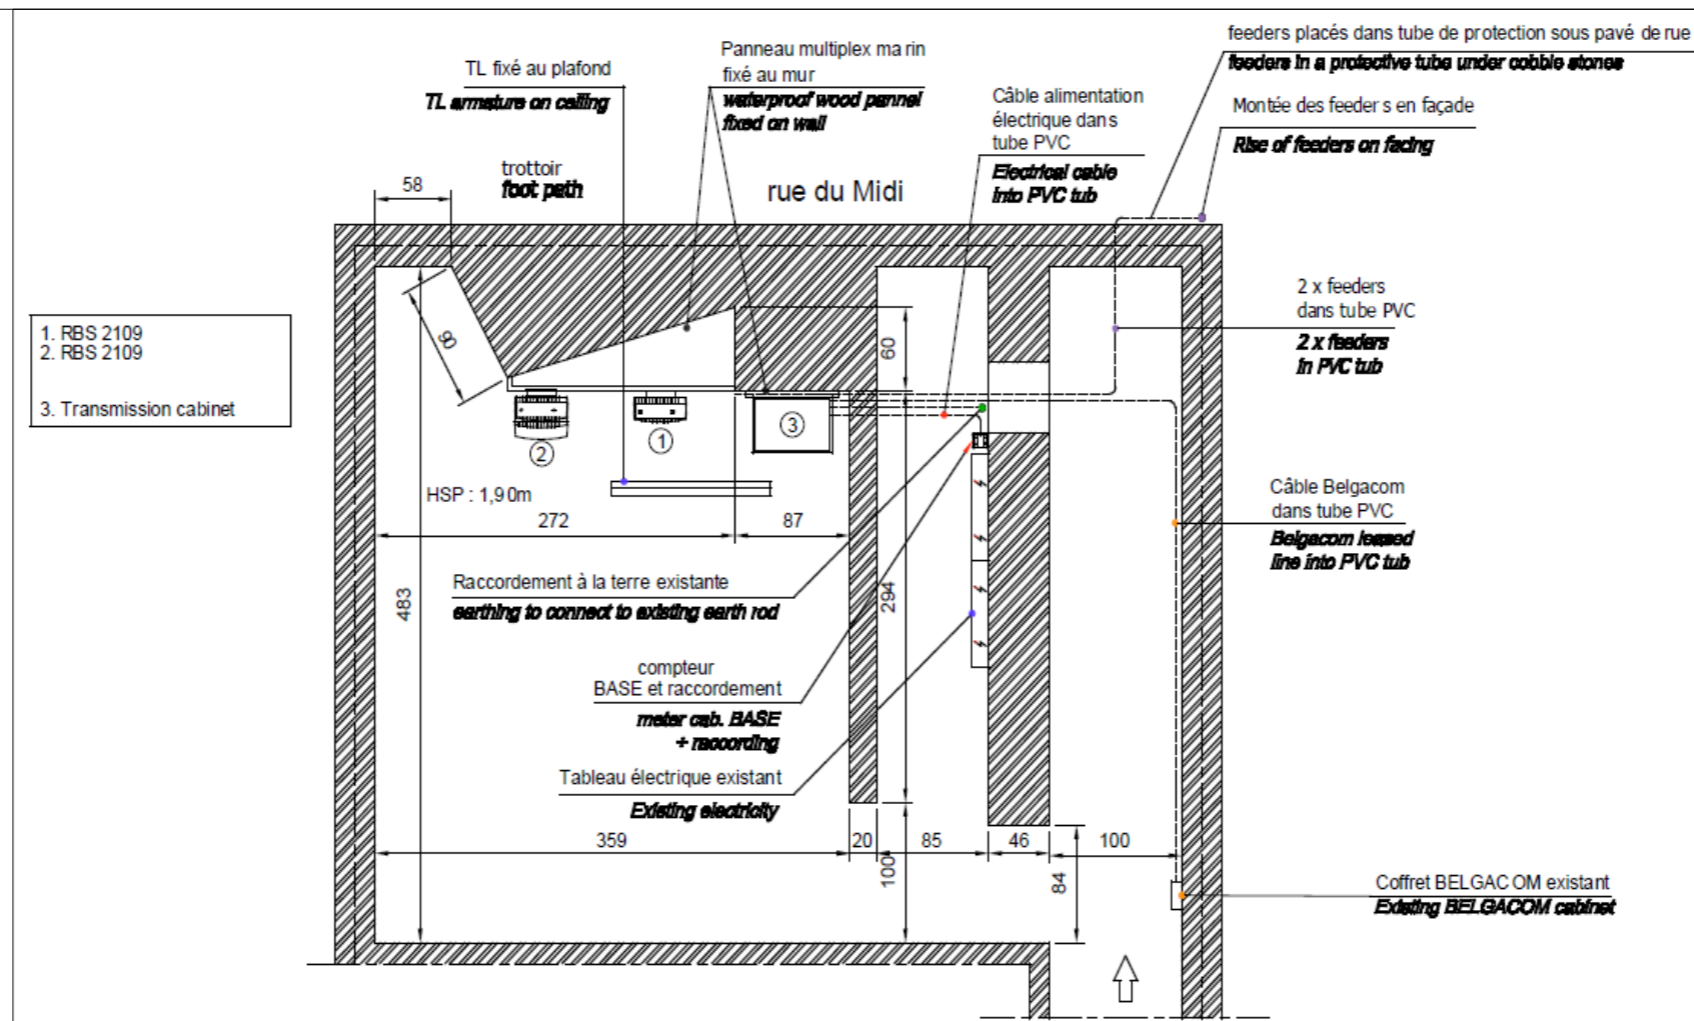 feeders placés dans tube de protection sous pavé de rue
feeders in a protective tube under cobble stones
Panneau multiplex marin
fixé au mur
waterproof wood pannel
fixed on wall
TL fixé au plafond
TL armature on ceiling
Câble alimentation
électrique dans
tube PVC
Electrical cable
into PVC tub
Montée des feeders en façade
Rise of feeders on facing
trottoir
foot path
rue du Midi
58
90
60
2 x feeders
dans tube PVC
2 x feeders
in PVC tub
1. RBS 2109
2. RBS 2109
3. Transmission cabinet
2
1
3
HSP : 1,90m
272
87
Câble Belgacom
dans tube PVC
Belgacom leased
line into PVC tub
483
294
Raccordement à la terre existante
earthing to connect to existing earth rod
compteur
BASE et raccordement
meter cab. BASE
+ raccording
Tableau électrique existant
Existing electricity
359
20
85
46
100
100
84
Coffret BELGACOM existant
Existing BELGACOM cabinet